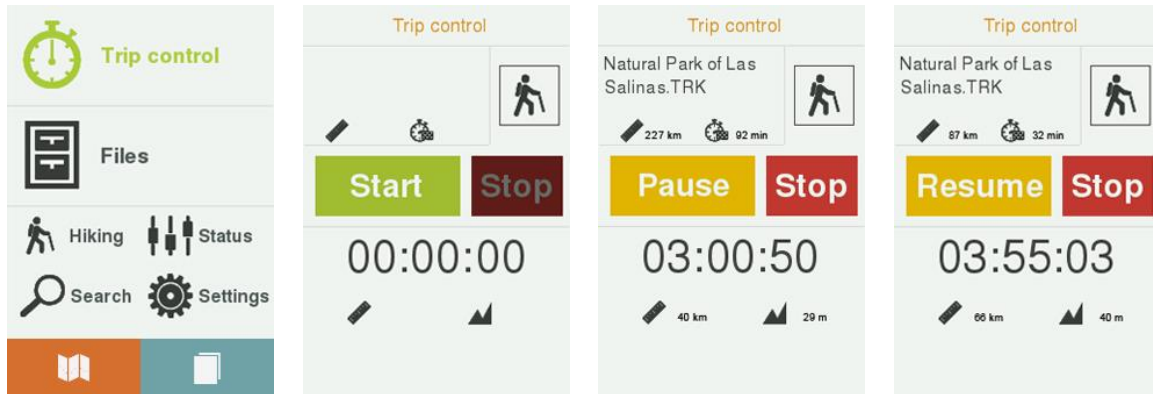 Trip control
Files
Hiking
Status
Search
Settings
Trip control
Start
Stop
00:00:00
Trip control
Natural Park of Las
Salinas.TRK
227 km
92 min
Pause
Stop
03:00:50
40 km
29 m
Trip control
Natural Park of Las
Salinas.TRK
87 km
32 min
Resume
Stop
03:55:03
66 km
40 m